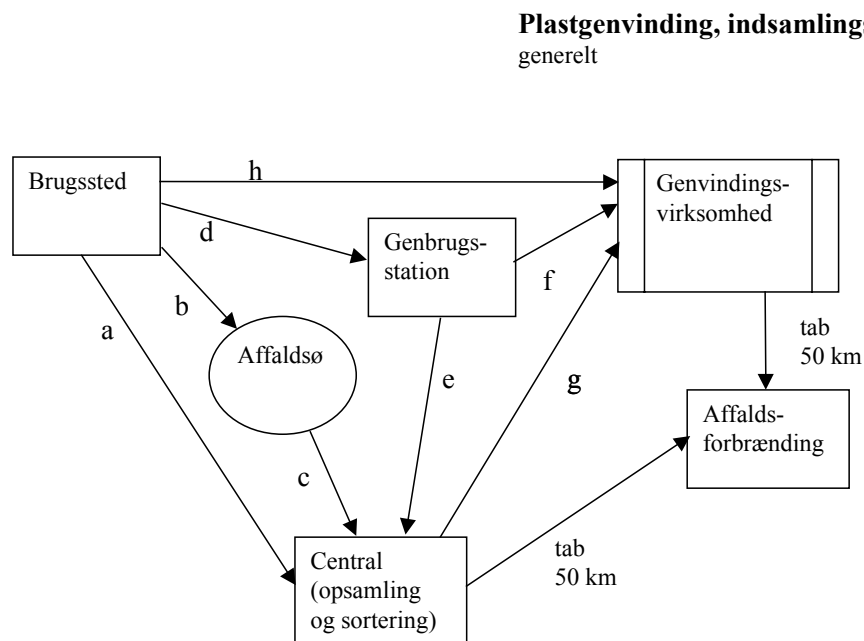 Plastgenvinding, indsamlings
generelt
Brugssted
h
Genvindings-
virksomhed
d
Genbrugs-
station
f
b
a
Affaldsø
e
g
tab
50 km
c
Affalds-
forbrænding
Central
(opsamling
og sortering)
tab
50 km